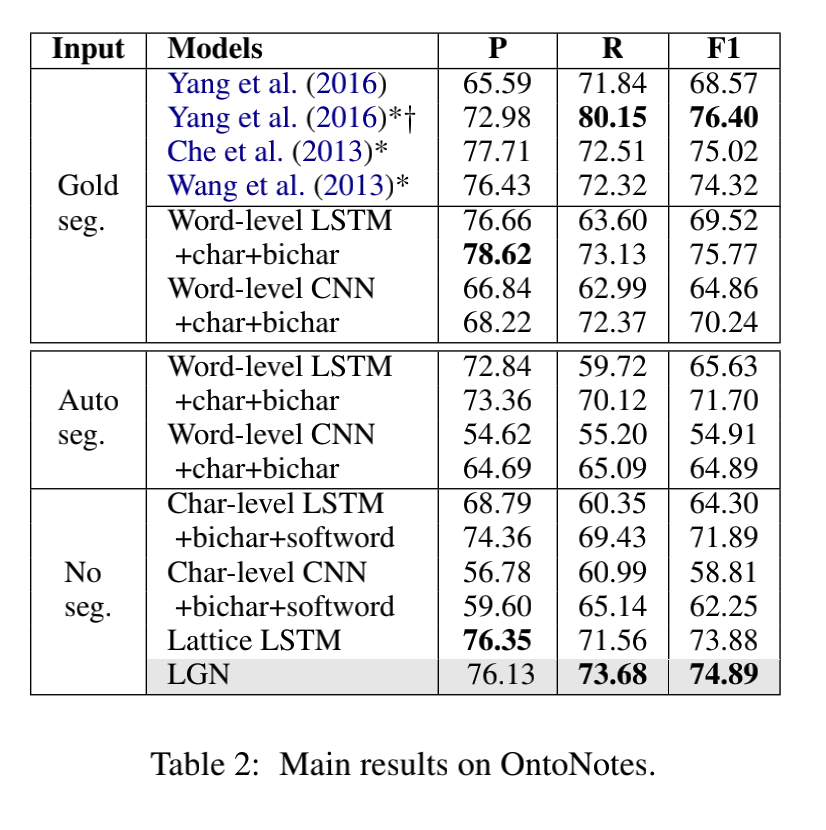 Input Models P R F1
Yang et al. (2016) 65.59 71.84 68.57
Yang et al. (2016)*† 72.98 80.15 76.40
Che et al. (2013)* 77.71 72.51 75.02
Gold Wang et al. (2013)* 76.43 72.32 74.32
seg. Word-level LSTM 76.66 63.60 69.52
+char+bichar 78.62 73.13 75.77
Word-level CNN 66.84 62.99 64.86
+char+bichar 68.22 72.37 70.24
Word-level LSTM 72.84 59.72 65.63
Auto +char+bichar 73.36 70.12 71.70
seg. Word-level CNN 54.62 55.20 54.91
+char+bichar 64.69 65.09 64.89
Char-level LSTM 68.79 60.35 64.30
+bichar+softword 74.36 69.43 71.89
No Char-level CNN 56.78 60.99 58.81
seg. +bichar+softword 59.60 65.14 62.25
Lattice LSTM 76.35 71.56 73.88
LGN 76.13 73.68 74.89
Table 2: Main results on OntoNotes.